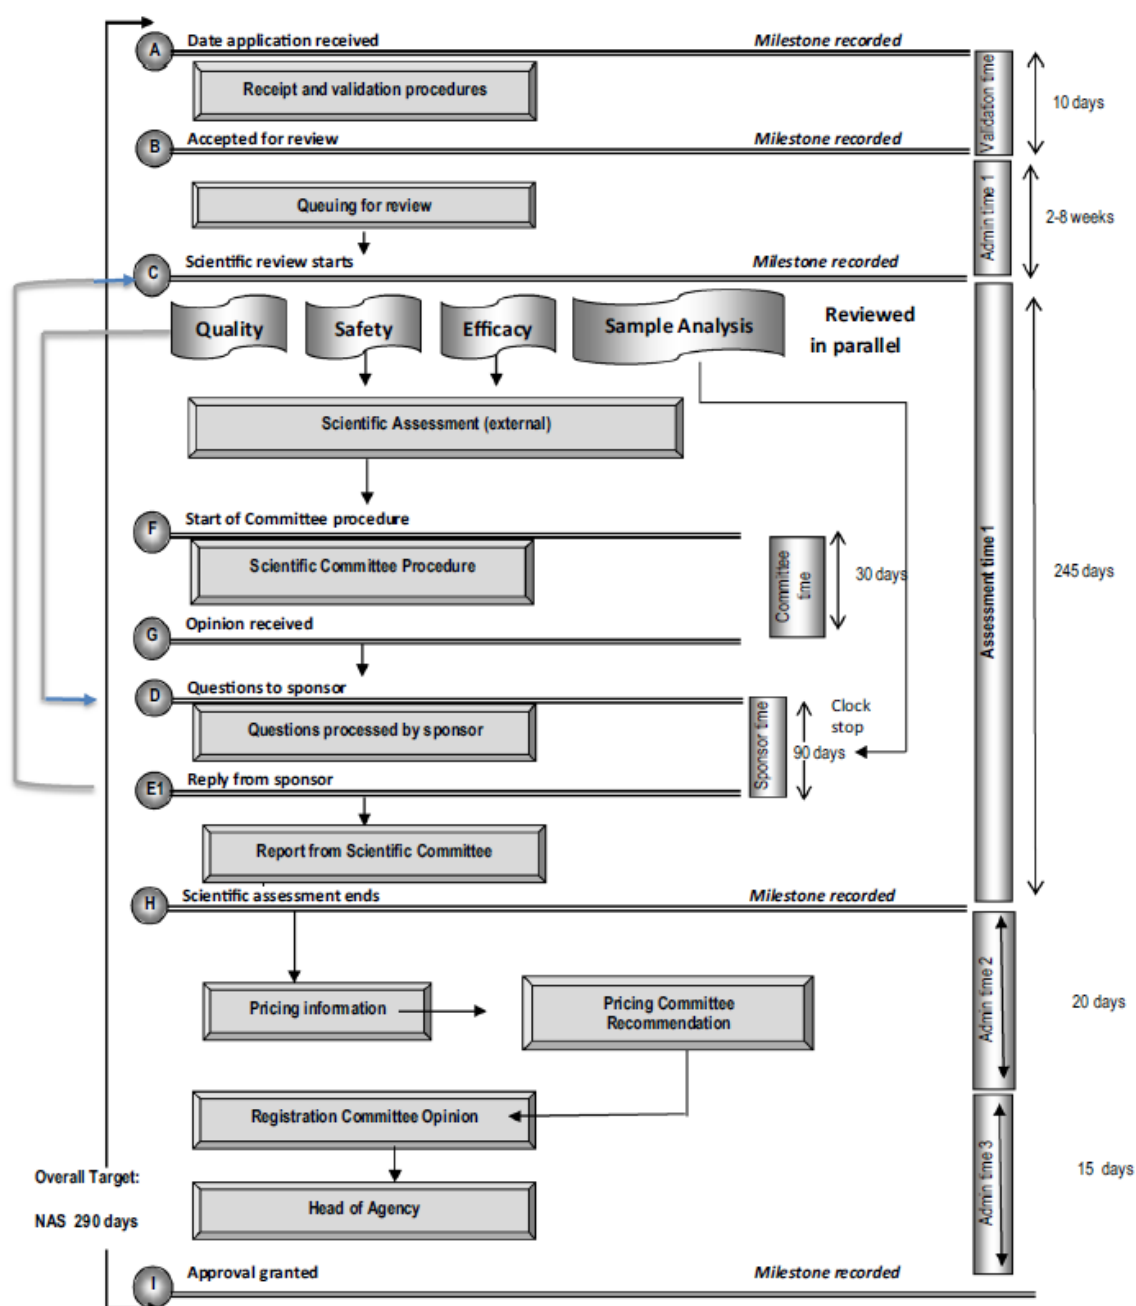 A Date application received Milestone recorded
Receipt and validation procedures
Validation time
10 days
B Accepted for review Milestone recorded
Queuing for review
Admin time 1
2-8 weeks
C Scientific review starts Milestone recorded
Quality Safety Efficacy Sample Analysis
Reviewed
in parallel
Scientific Assessment (external)
Assessment time 1
245 days
F Start of Committee procedure
Scientific Committee Procedure
Committee
time
30 days
G Opinion received
D Questions to sponsor
Questions processed by sponsor
Sponsor time
Clock
stop
90 days
E1 Reply from sponsor
Report from Scientific Committee
H Scientific assessment ends Milestone recorded
Pricing information
Pricing Committee
Recommendation
Admin time 2
20 days
Registration Committee Opinion
Head of Agency
Admin time 3
15 days
Overall Target:
NAS 290 days
I Approval granted Milestone recorded